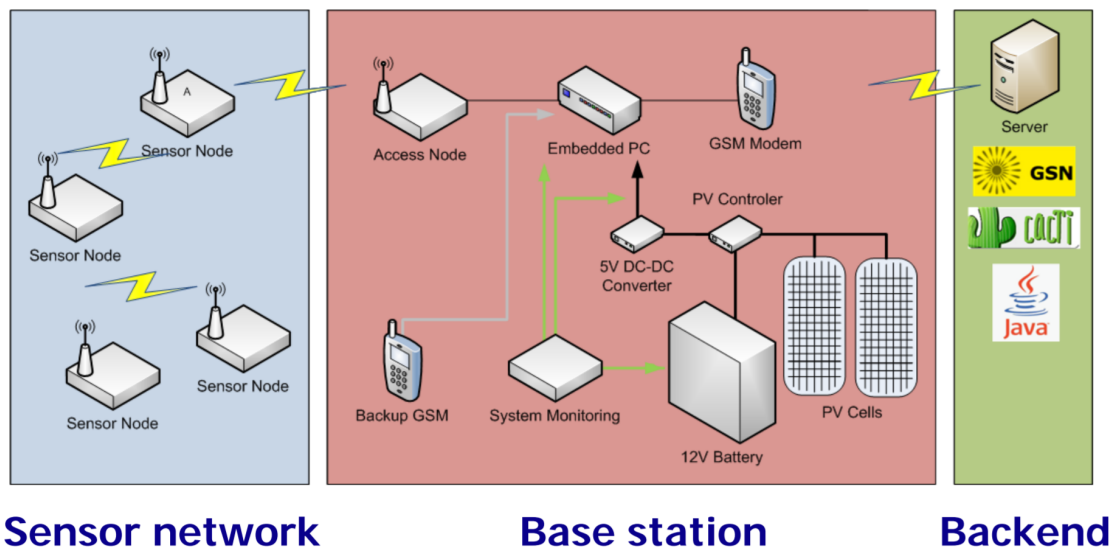 A
Sensor Node
Sensor Node
Sensor Node
Sensor Node
Access Node
Embedded PC
GSM Modem
PV Controler
5V DC-DC
Converter
Backup GSM
System Monitoring
12V Battery
PV Cells
Server
GSN
cacti
Java
Sensor network
Base station
Backend